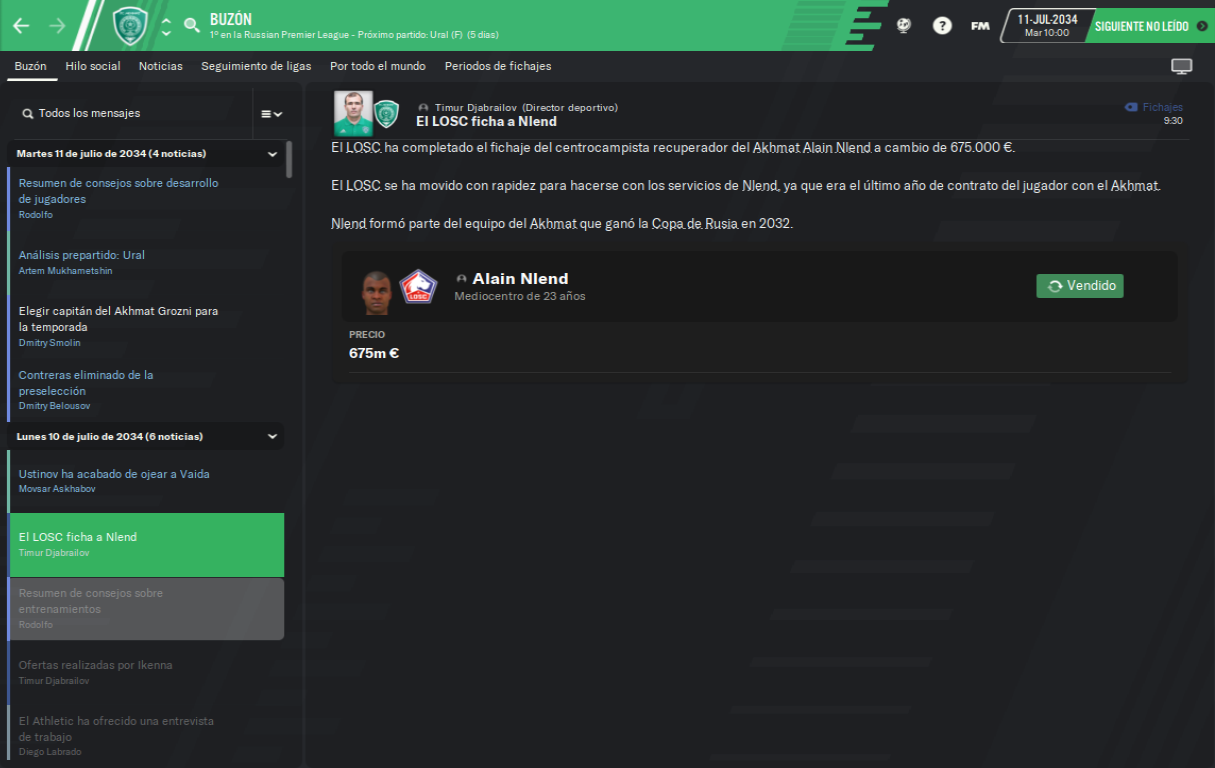 BUZÓN
1º en la Russian Premier League - Próximo partido: Ural (F) (5 días)
FM
11-JUL-2034
Mar 10:00
SIGUIENTE NO LEÍDO
Buzón
Hilo social
Noticias
Seguimiento de ligas
Por todo el mundo
Periodos de fichajes
Todos los mensajes
Martes 11 de julio de 2034 (4 noticias)
Resumen de consejos sobre desarrollo
de jugadores
Rodolfo
Análisis prepartido: Ural
Artem Mukhametshin
Elegir capitán del Akhmat Grozni para
la temporada
Dmitry Smolin
Contreras eliminado de la
preselección
Dmitry Belousov
Lunes 10 de julio de 2034 (6 noticias)
Ustinov ha acabado de ojear a Vaida
Movsar Askhabov
El LOSC ficha a Nlend
Timur Djabrailov
Resumen de consejos sobre
entrenamientos
Rodolfo
Ofertas realizadas por Ikenna
Timur Djabrailov
El Athletic ha ofrecido una entrevista
de trabajo
Diego Labrado
Timur Djabrailov (Director deportivo)
El LOSC ficha a Nlend
Fichajes
9:30
El LOSC ha completado el fichaje del centrocampista recuperador del Akhmat Alain Nlend a cambio de 675.000 €.
El LOSC se ha movido con rapidez para hacerse con los servicios de Nlend, ya que era el último año de contrato del jugador con el Akhmat.
Nlend formó parte del equipo del Akhmat que ganó la Copa de Rusia en 2032.
LOSC
Alain Nlend
Mediocentro de 23 años
Vendido
PRECIO
675m €